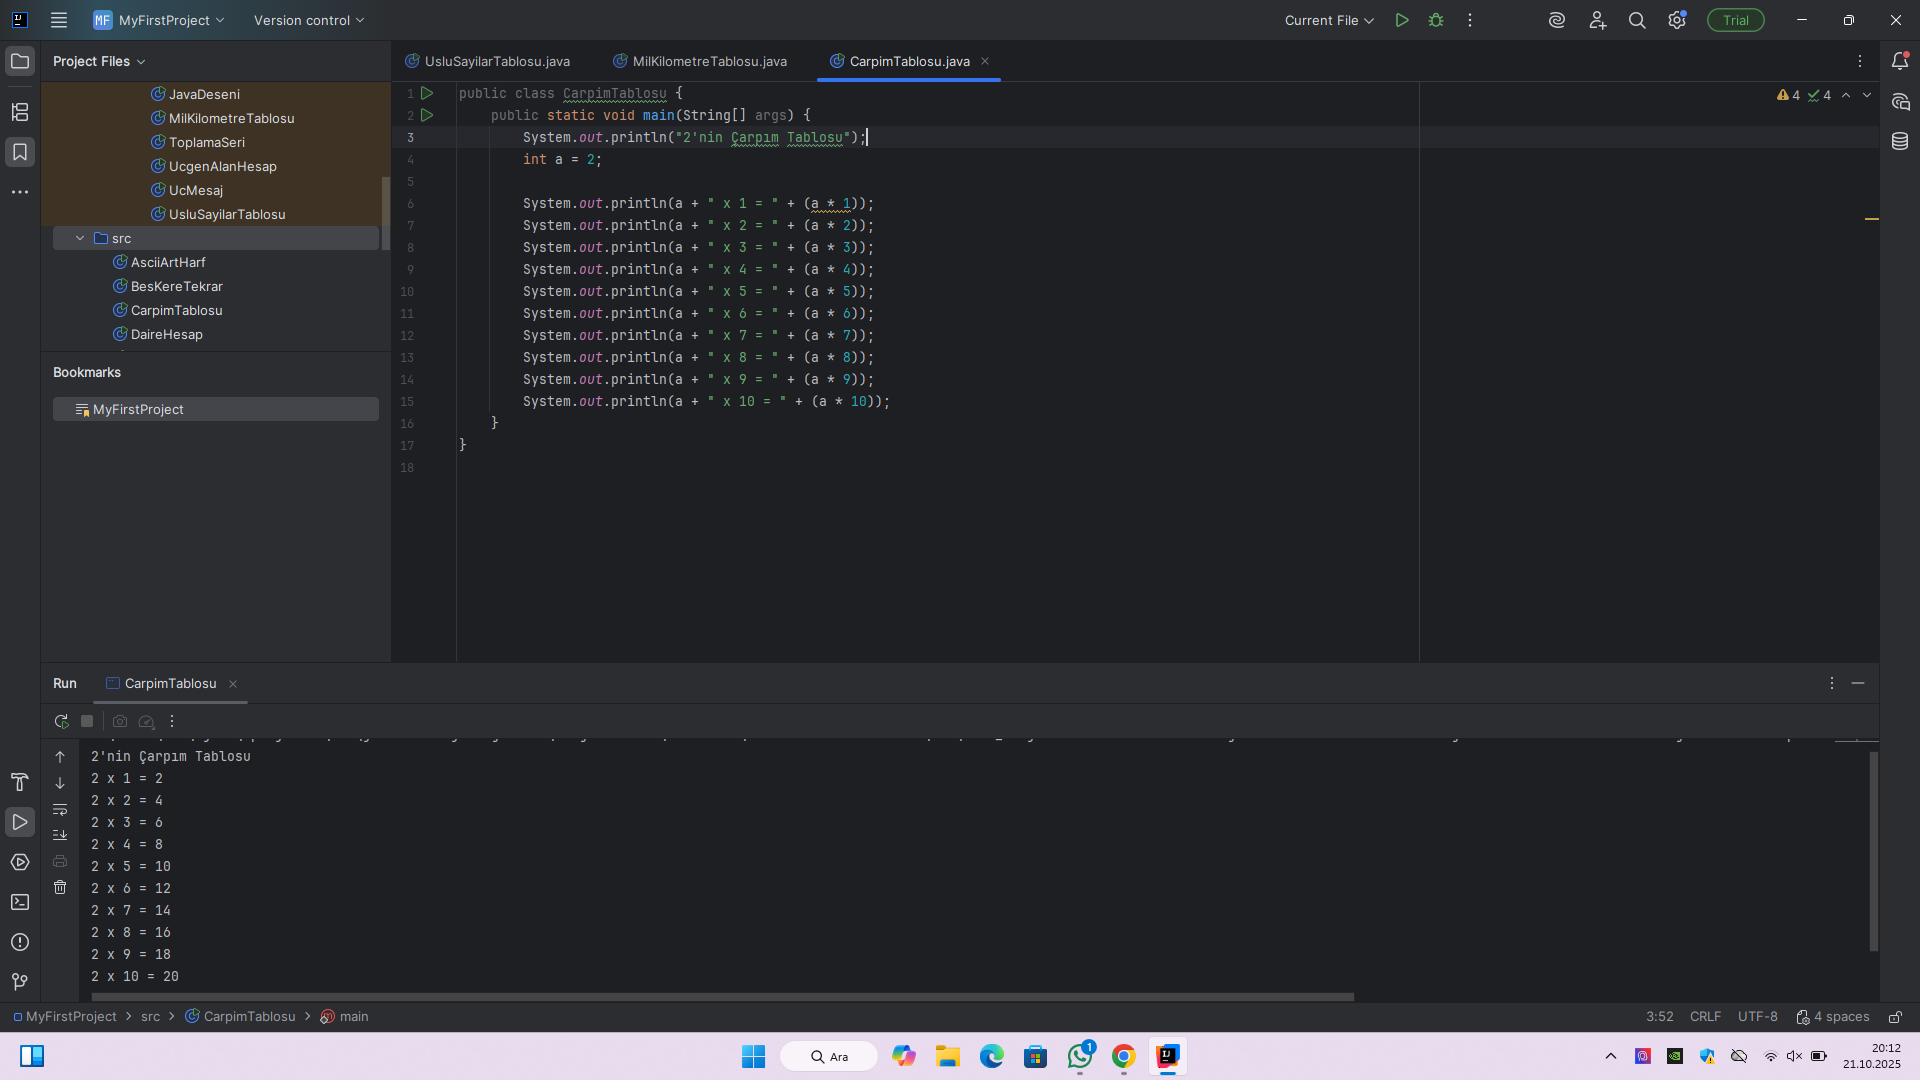 MF MyFirstProject Version control Current File Trial
Project Files
UsluSayilarTablosu.java MilKilometreTablosu.java CarpimTablosu.java
JavaDeseni
MilKilometreTablosu
ToplamaSeri
UcgenAlanHesap
UcMesaj
UsluSayilarTablosu
src
AsciiArtHarf
BesKereTekrar
CarpimTablosu
DaireHesap
Bookmarks
MyFirstProject
4 4
1 public class CarpimTablosu {
2 public static void main(String[] args) {
3 System.out.println("2'nin Çarpım Tablosu");
4 int a = 2;
5
6 System.out.println(a + " x 1 = " + (a * 1));
7 System.out.println(a + " x 2 = " + (a * 2));
8 System.out.println(a + " x 3 = " + (a * 3));
9 System.out.println(a + " x 4 = " + (a * 4));
10 System.out.println(a + " x 5 = " + (a * 5));
11 System.out.println(a + " x 6 = " + (a * 6));
12 System.out.println(a + " x 7 = " + (a * 7));
13 System.out.println(a + " x 8 = " + (a * 8));
14 System.out.println(a + " x 9 = " + (a * 9));
15 System.out.println(a + " x 10 = " + (a * 10));
16 }
17 }
18
Run CarpimTablosu
2'nin Çarpım Tablosu
2 x 1 = 2
2 x 2 = 4
2 x 3 = 6
2 x 4 = 8
2 x 5 = 10
2 x 6 = 12
2 x 7 = 14
2 x 8 = 16
2 x 9 = 18
2 x 10 = 20
MyFirstProject > src > CarpimTablosu > main 3:52 CRLF UTF-8 4 spaces
Ara 1 20:12
21.10.2025